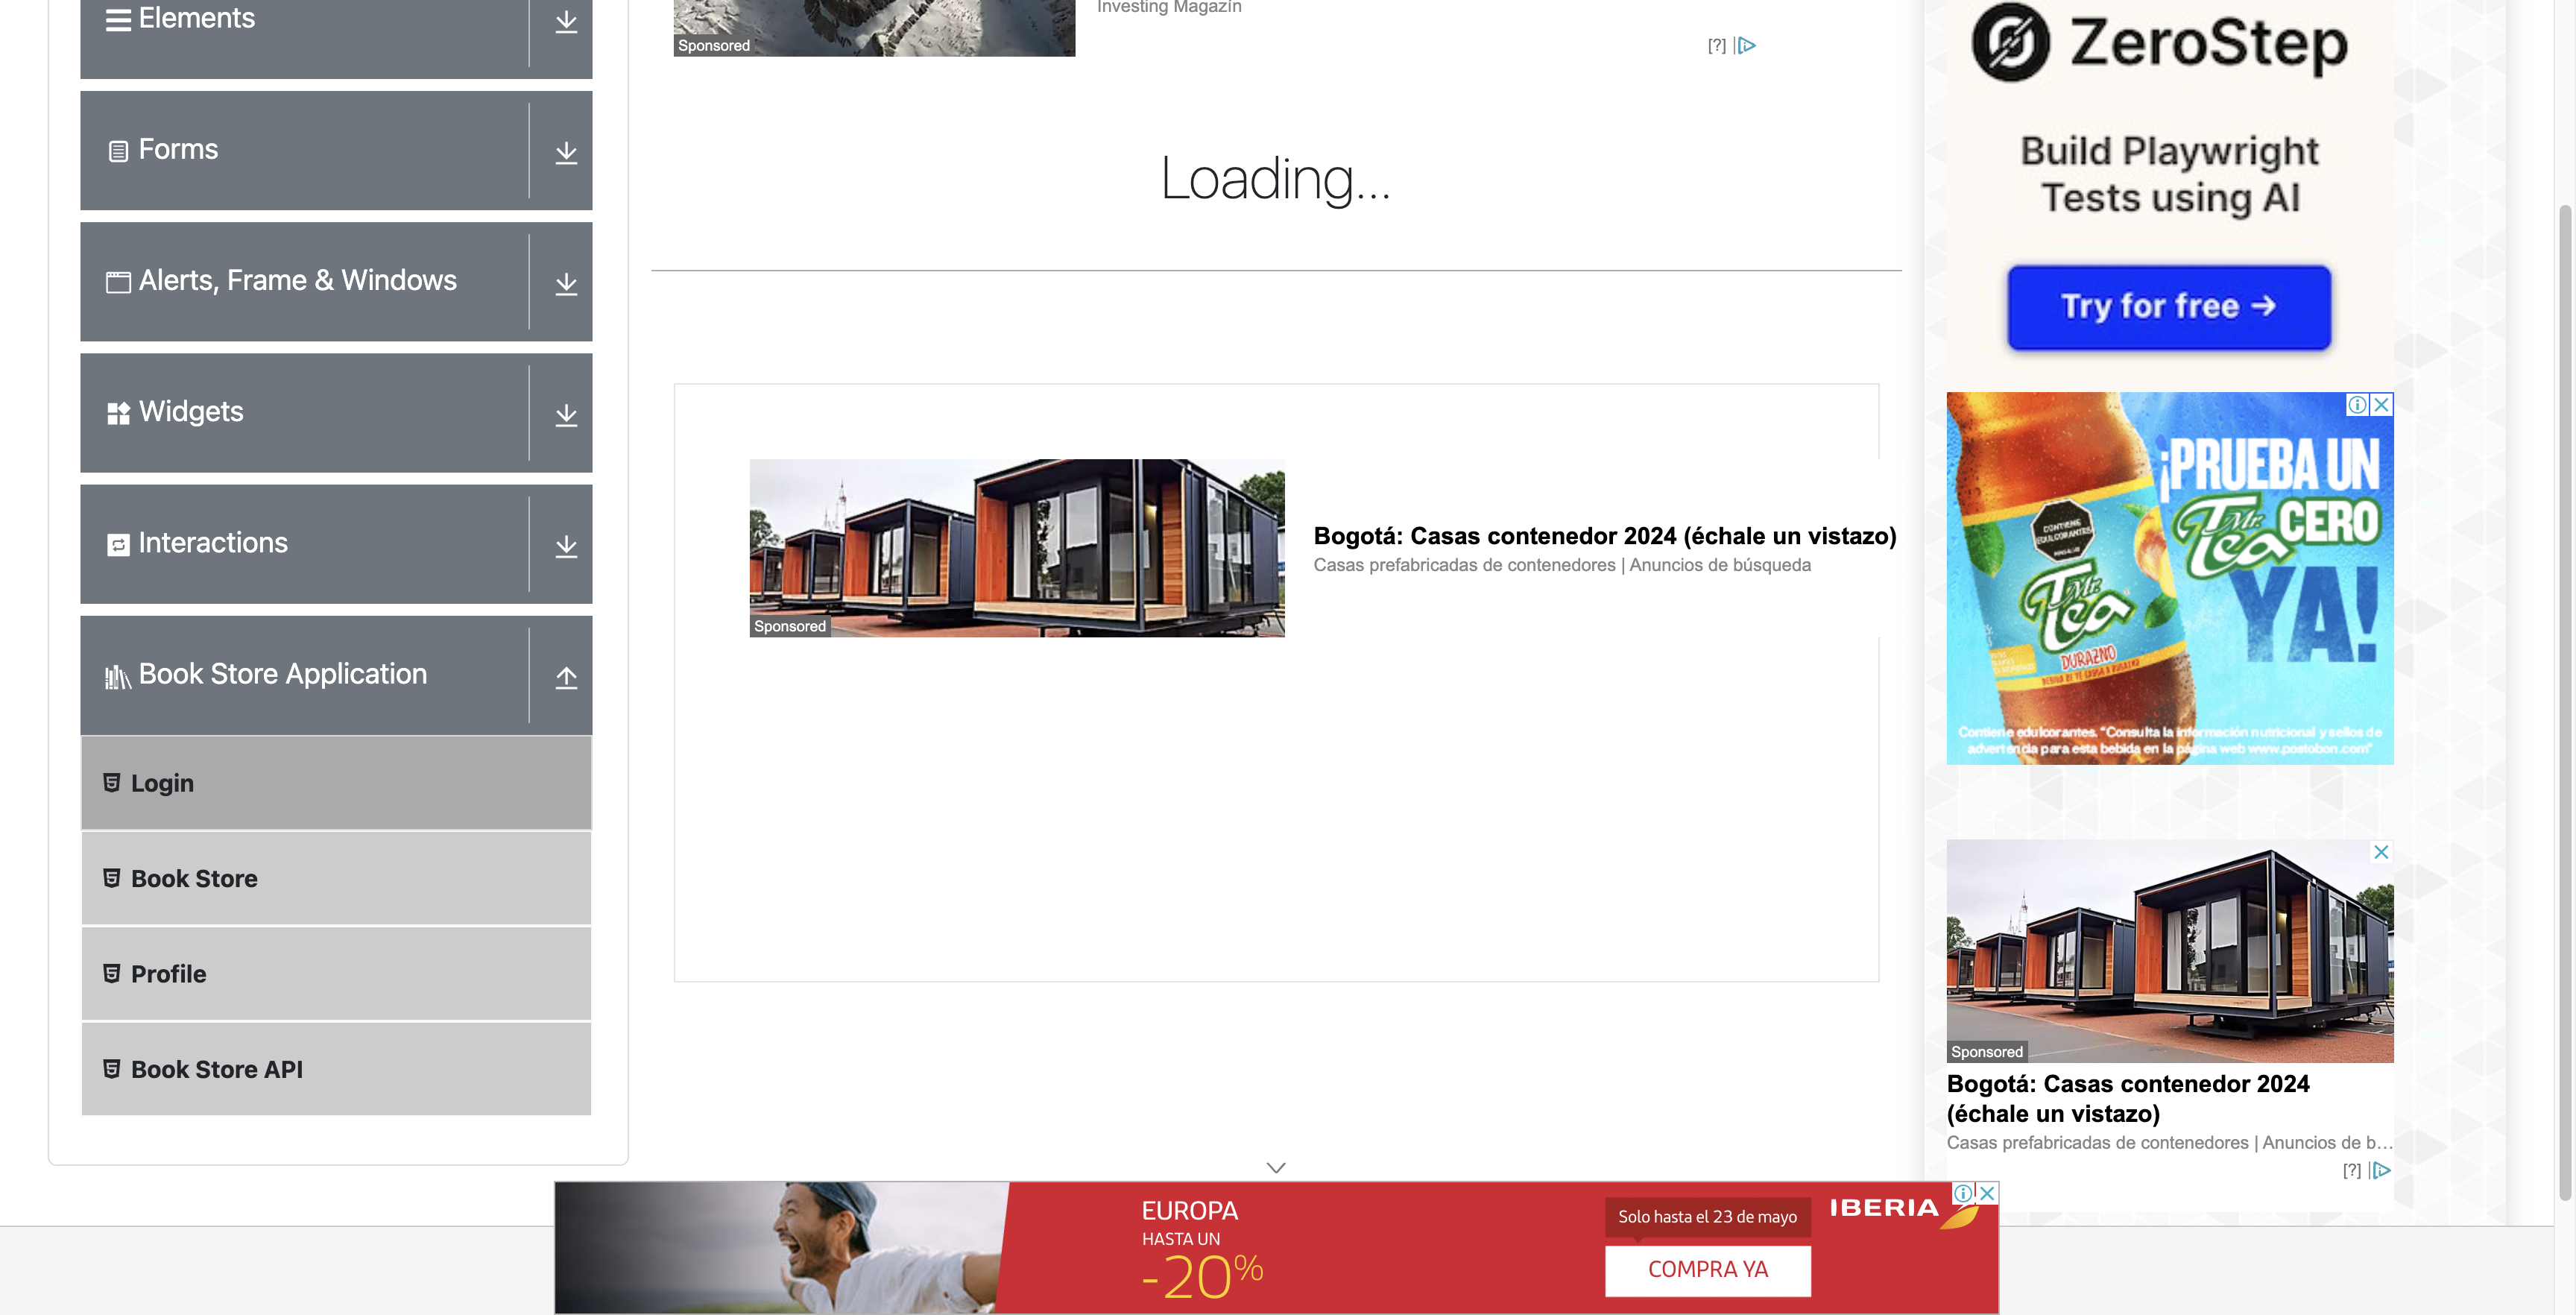 Elements
Forms
Alerts, Frame & Windows
Widgets
Interactions
Book Store Application
Login
Book Store
Profile
Book Store API
Investing Magazin
Sponsored
[?]
Loading...
Bogotá: Casas contenedor 2024 (échale un vistazo)
Casas prefabricadas de contenedores | Anuncios de búsqueda
Sponsored
ZeroStep
Build Playwright
Tests using AI
Try for free →
¡PRUEBA UN
Mr. Tea CERO
YA!
CONTIENE
EDULCORANTES
Mr. Tea
DURAZNO
Contiene edulcorantes. "Consulta la información nutricional y sellos de
advertencia para esta bebida en la página web www.postobon.com"
Sponsored
Bogotá: Casas contenedor 2024
(échale un vistazo)
Casas prefabricadas de contenedores | Anuncios de b...
[?]
EUROPA
HASTA UN
-20%
Solo hasta el 23 de mayo
COMPRA YA
IBERIA